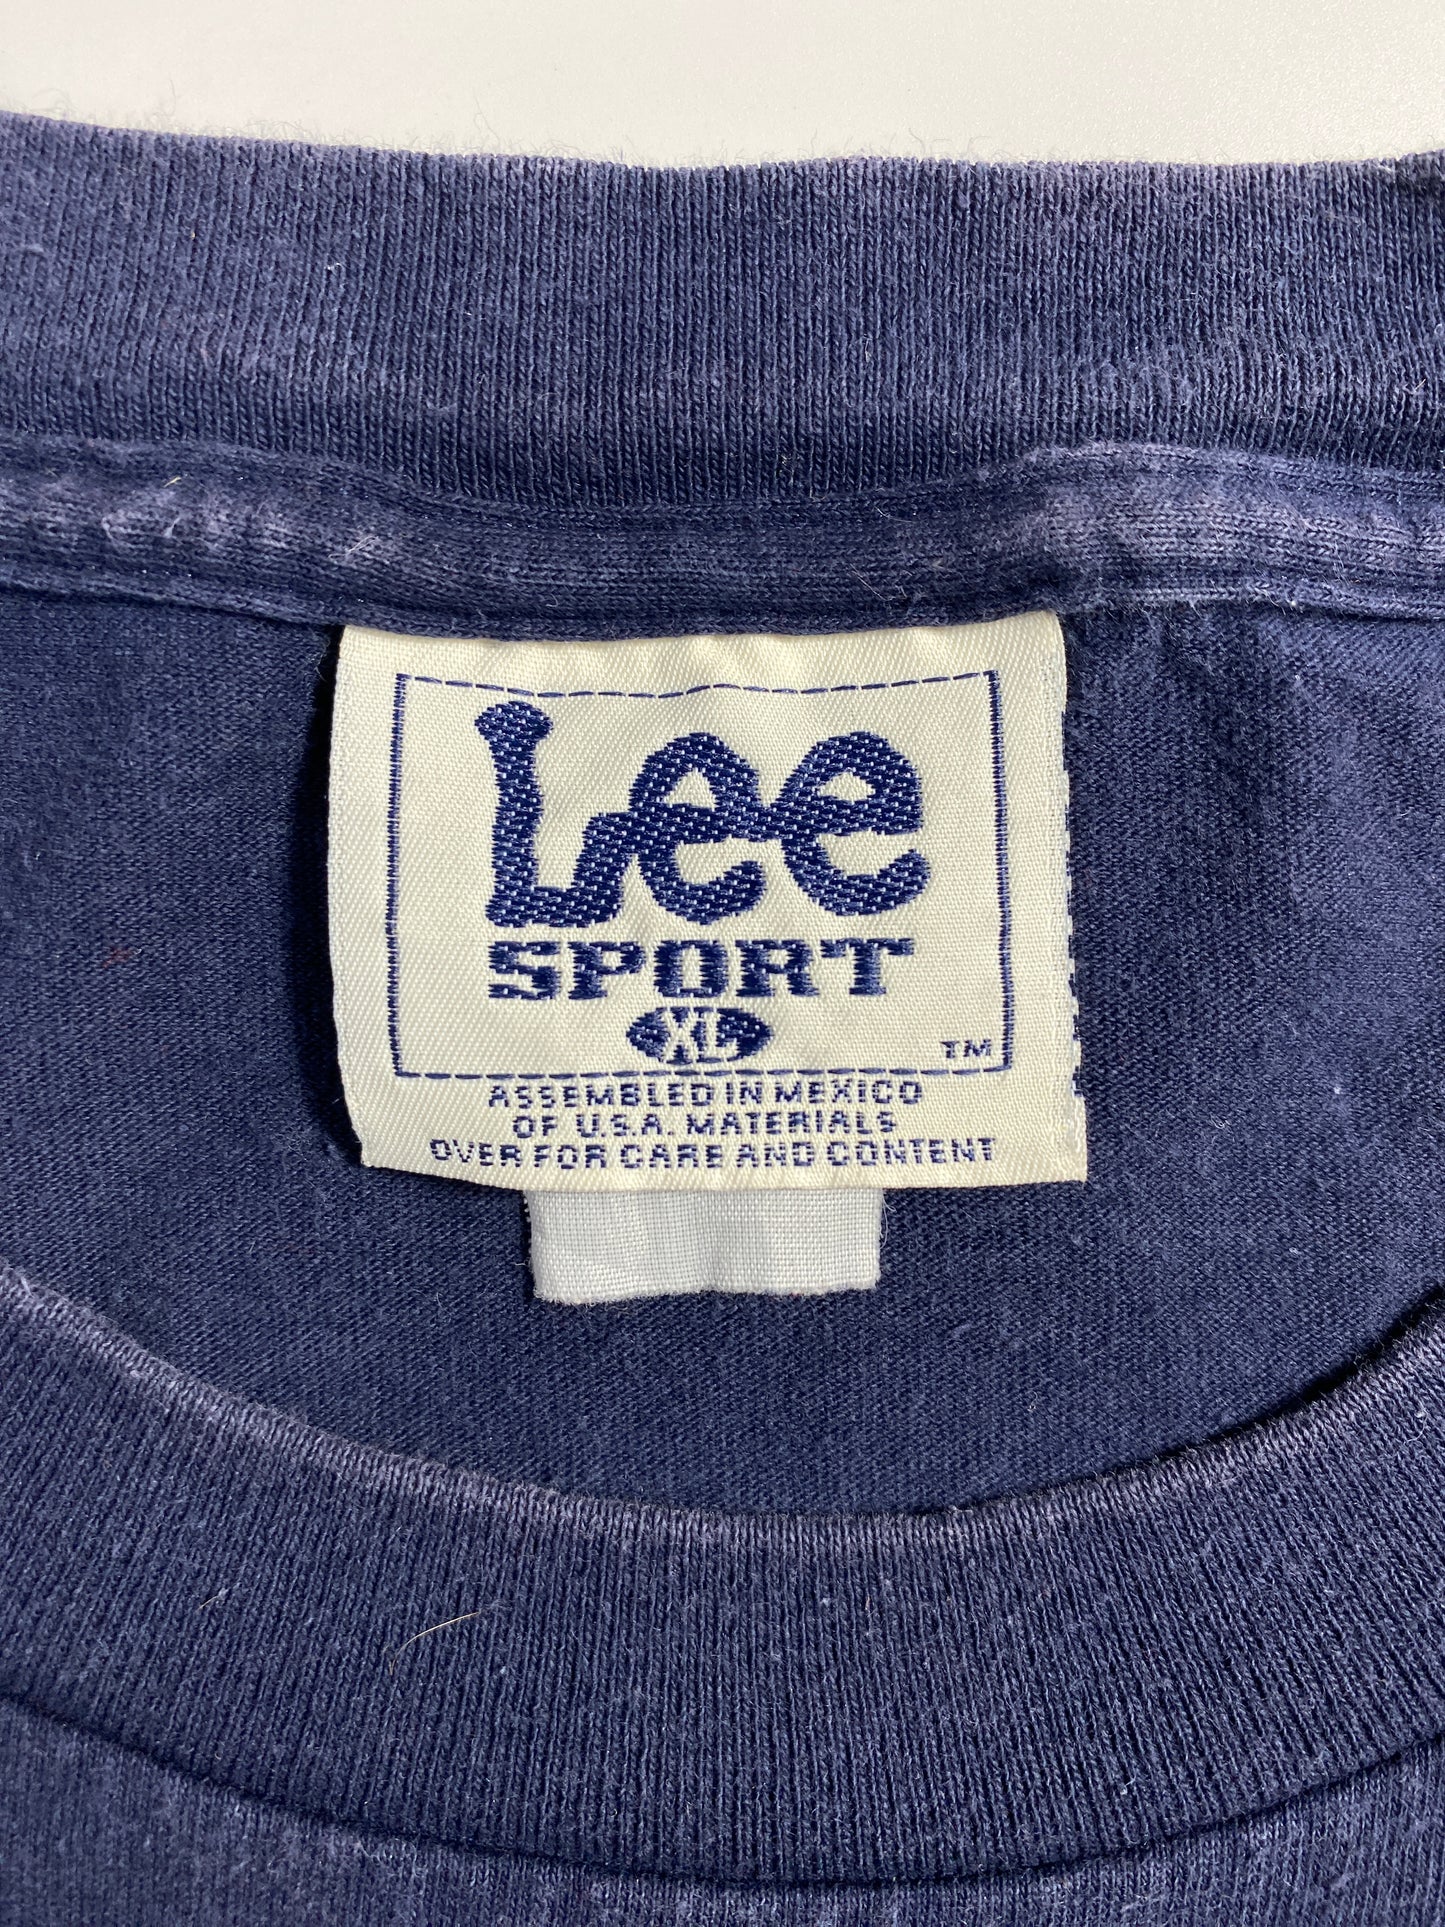 Lee
SPORT
XL
TM
ASSEMBLED IN MEXICO
OF U.S.A. MATERIALS
OVER FOR CARE AND CONTENT